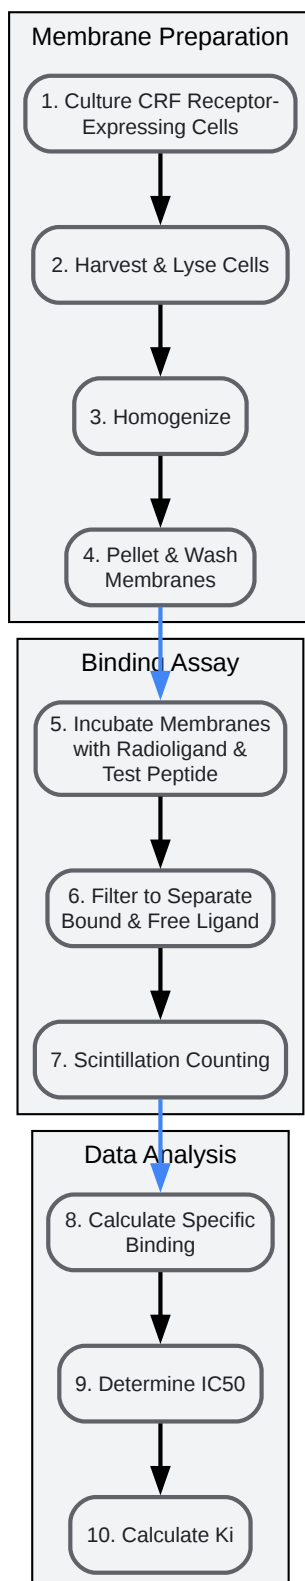 Membrane Preparation
1. Culture CRF Receptor-
Expressing Cells
2. Harvest & Lyse Cells
3. Homogenize
4. Pellet & Wash
Membranes
Binding Assay
5. Incubate Membranes
with Radioligand &
Test Peptide
6. Filter to Separate
Bound & Free Ligand
7. Scintillation Counting
Data Analysis
8. Calculate Specific
Binding
9. Determine IC50
10. Calculate Ki